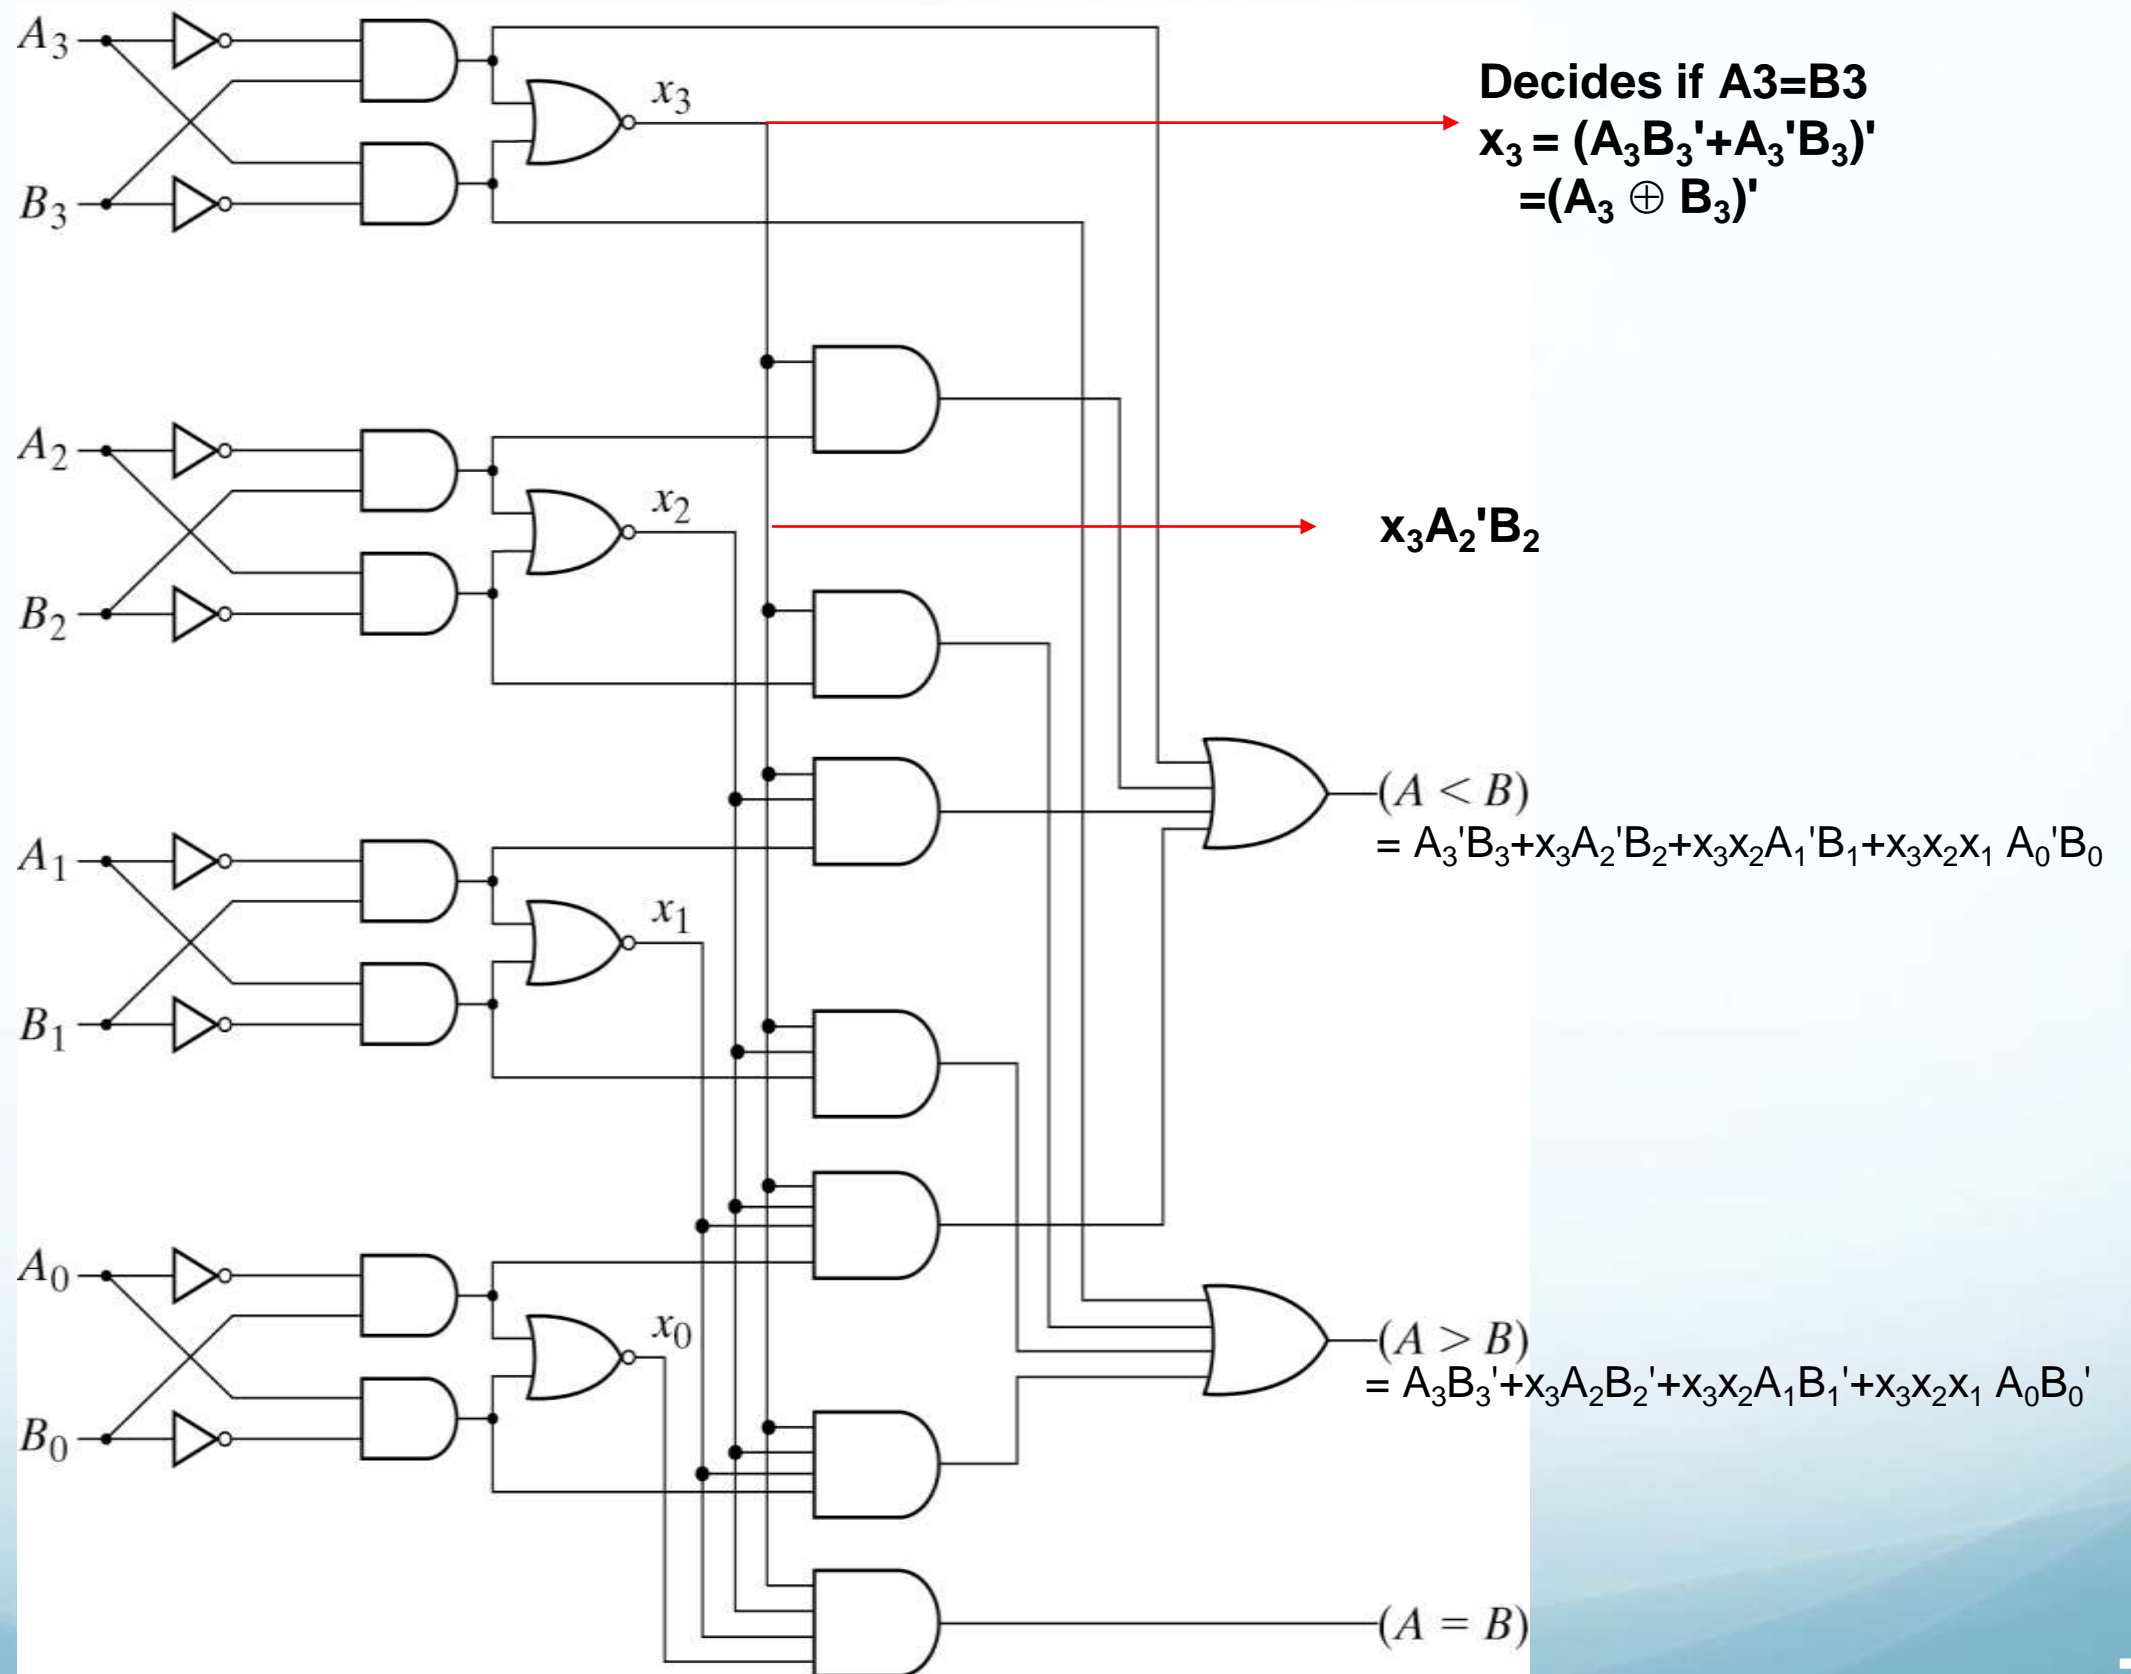 A₃
x₃
Decides if A3=B3
x₃ = (A₃B₃'+A₃'B₃)'
=(A₃ ⊕ B₃)'
B₃
A₂
x₂
x₃A₂'B₂
B₂
(A < B)
= A₃'B₃+x₃A₂'B₂+x₃x₂A₁'B₁+x₃x₂x₁ A₀'B₀
A₁
x₁
B₁
A₀
x₀
(A > B)
= A₃B₃'+x₃A₂B₂'+x₃x₂A₁B₁'+x₃x₂x₁ A₀B₀'
B₀
(A = B)